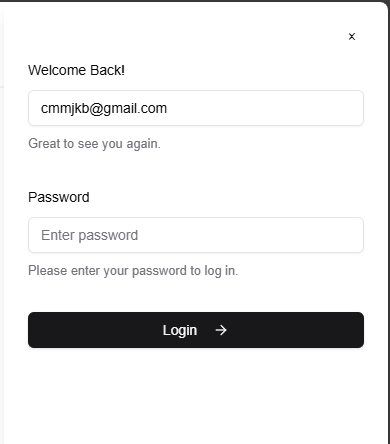 Welcome Back!
cmmjkb@gmail.com
Great to see you again.
Password
Enter password
Please enter your password to log in.
Login